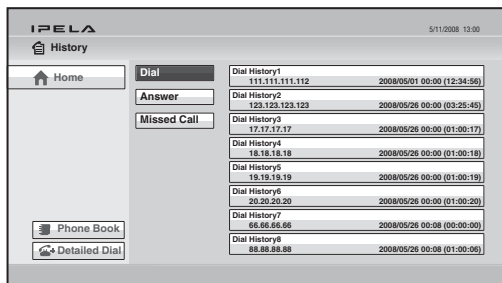 IPELA
5/11/2008 13:00
History
Home
Phone Book
Detailed Dial
Dial
Answer
Missed Call
Dial History1
111.111.111.112 2008/05/01 00:00 (12:34:56)
Dial History2
123.123.123.123 2008/05/26 00:00 (03:25:45)
Dial History3
17.17.17.17 2008/05/26 00:00 (01:00:17)
Dial History4
18.18.18.18 2008/05/26 00:00 (01:00:18)
Dial History5
19.19.19.19 2008/05/26 00:00 (01:00:19)
Dial History6
20.20.20.20 2008/05/26 00:00 (01:00:20)
Dial History7
66.66.66.66 2008/05/26 00:08 (00:00:00)
Dial History8
88.88.88.88 2008/05/26 00:08 (01:00:06)